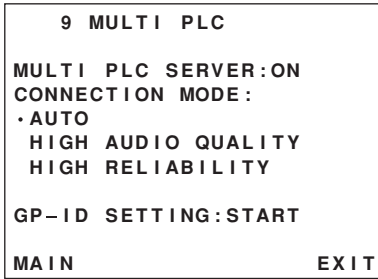 9 MULTI PLC
MULTI PLC SERVER:ON
CONNECTION MODE:
·AUTO
HIGH AUDIO QUALITY
HIGH RELIABILITY
GP–ID SETTING:START
MAIN EXIT